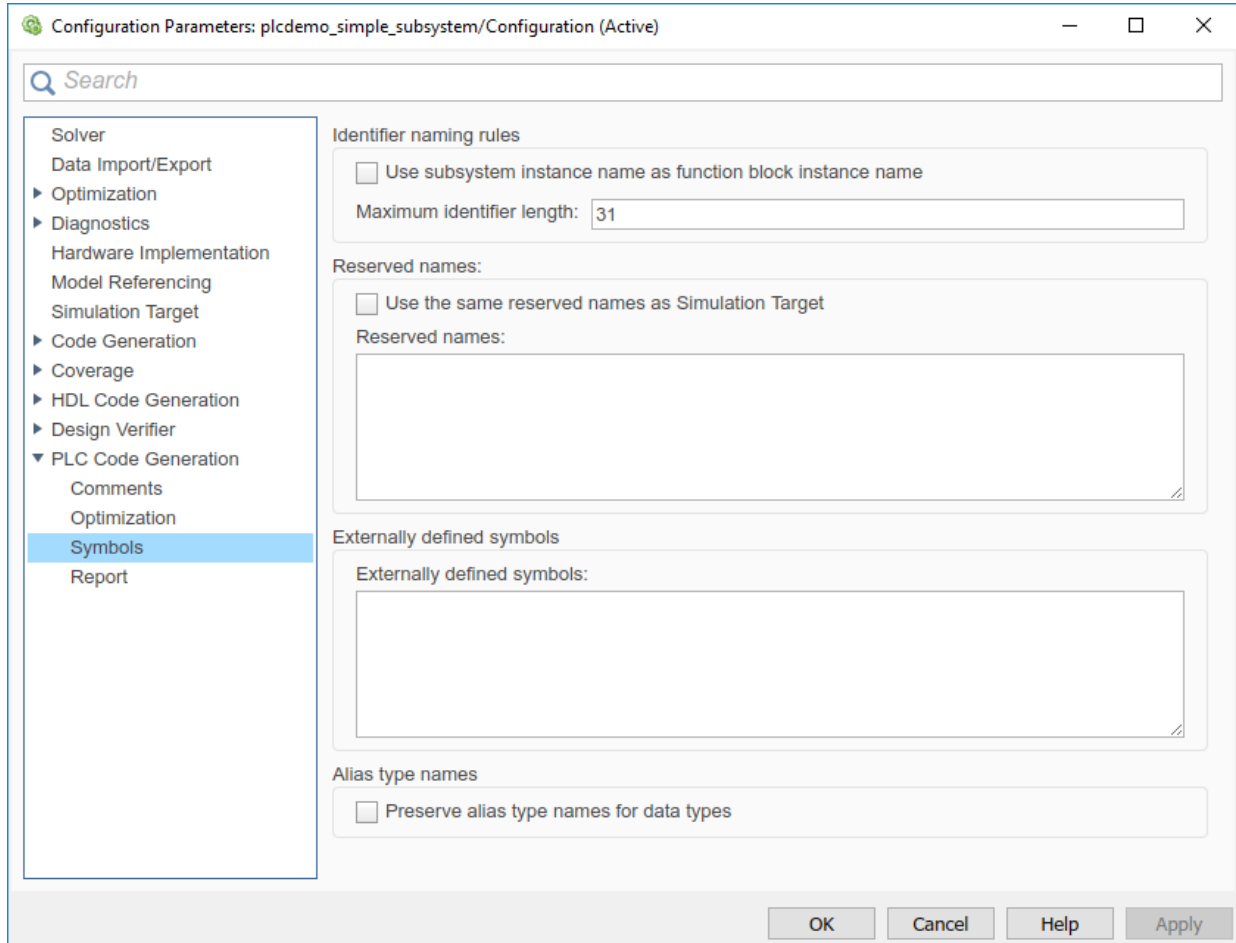 Configuration Parameters: plcdemo_simple_subsystem/Configuration (Active)
Search
Solver
Data Import/Export
Optimization
Diagnostics
Hardware Implementation
Model Referencing
Simulation Target
Code Generation
Coverage
HDL Code Generation
Design Verifier
PLC Code Generation
Comments
Optimization
Symbols
Report
Identifier naming rules
Use subsystem instance name as function block instance name
Maximum identifier length: 31
Reserved names:
Use the same reserved names as Simulation Target
Reserved names:
Externally defined symbols
Externally defined symbols:
Alias type names
Preserve alias type names for data types
OK Cancel Help Apply